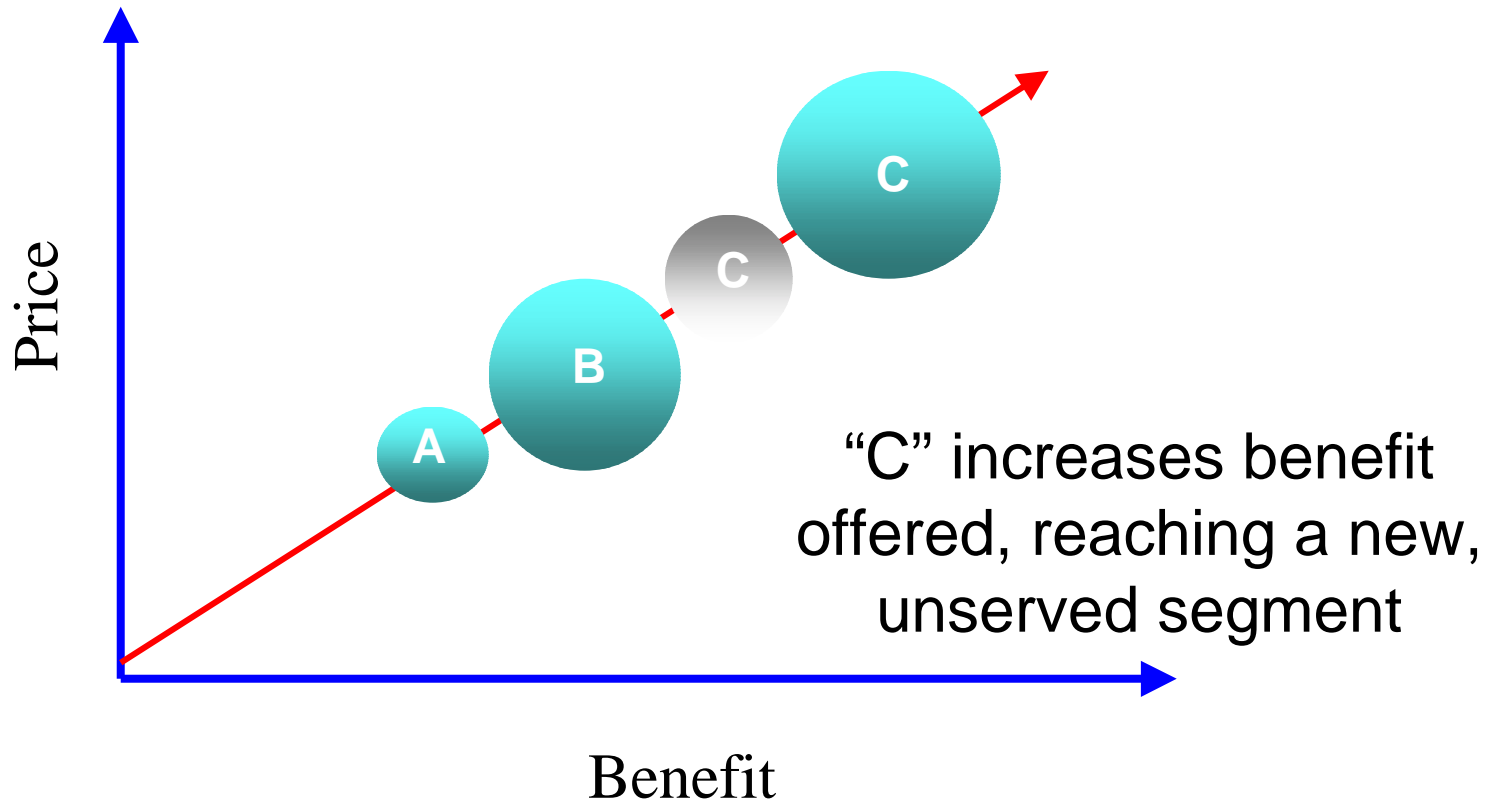 Price
C
C
B
A
“C” increases benefit
offered, reaching a new,
unserved segment
Benefit